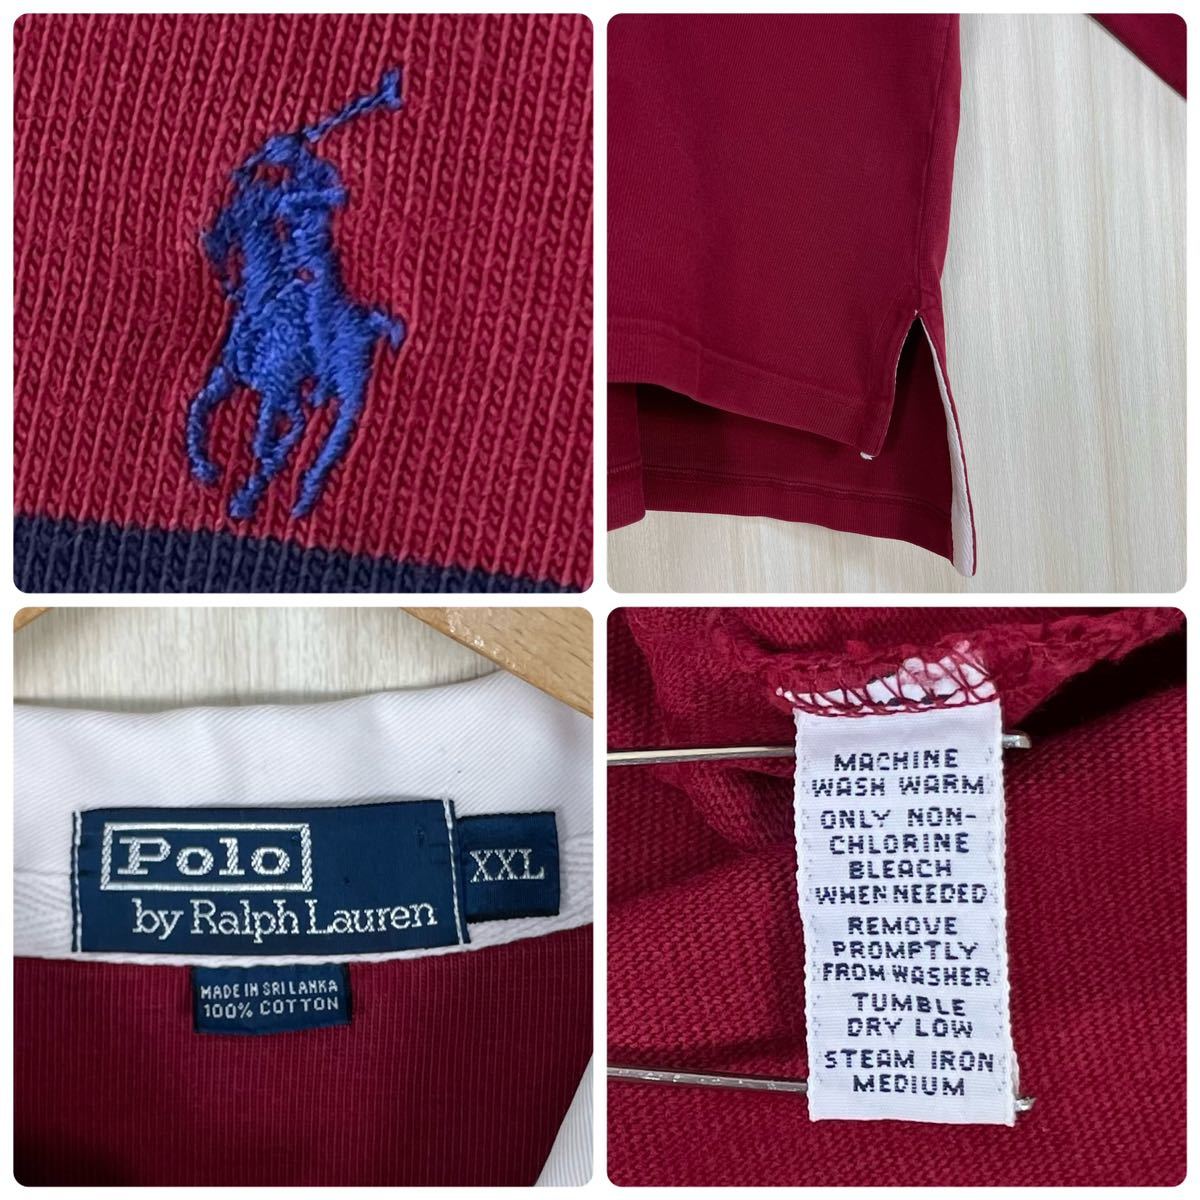 Polo
by Ralph Lauren
XXL
MADE IN SRI LANKA
100% COTTON
MACHINE
WASH WARM
ONLY NON-
CHLORINE
BLEACH
WHEN NEEDED
REMOVE
PROMPTLY
FROM WASHER
TUMBLE
DRY LOW
STEAM IRON
MEDIUM